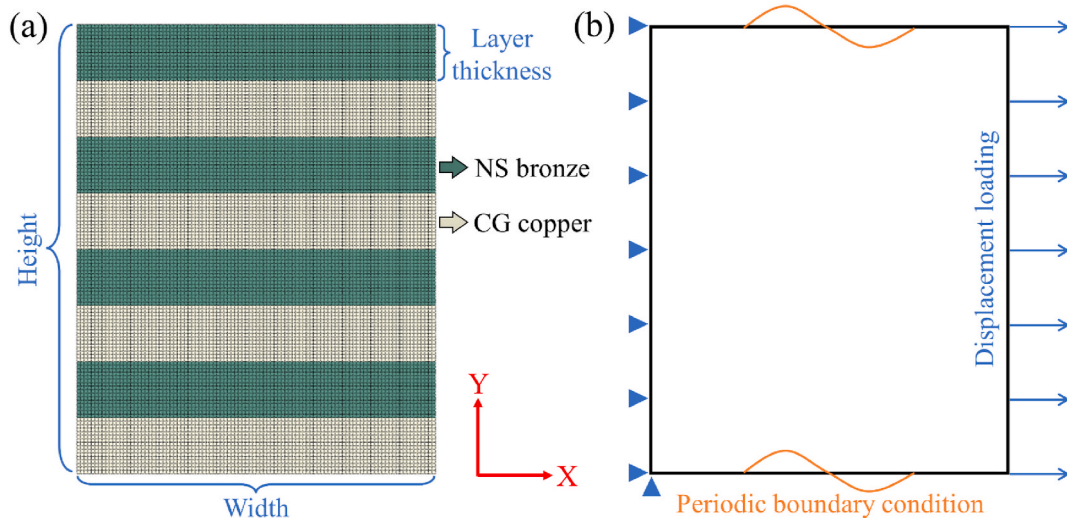 (a)
Layer
thickness
NS bronze
CG copper
Height
Width
Y
X
(b)
Displacement loading
Periodic boundary condition